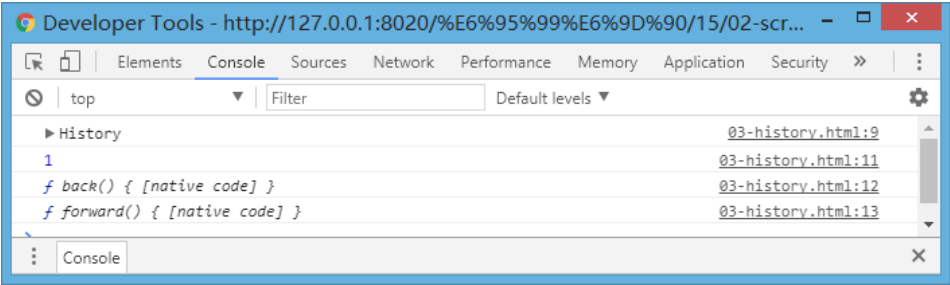 Developer Tools - http://127.0.0.1:8020/%E6%95%99%E6%9D%90/15/02-scr...
Elements Console Sources Network Performance Memory Application Security »
top ▼ Filter Default levels ▼
▶ History 03-history.html:9
1 03-history.html:11
ƒ back() { [native code] } 03-history.html:12
ƒ forward() { [native code] } 03-history.html:13
Console